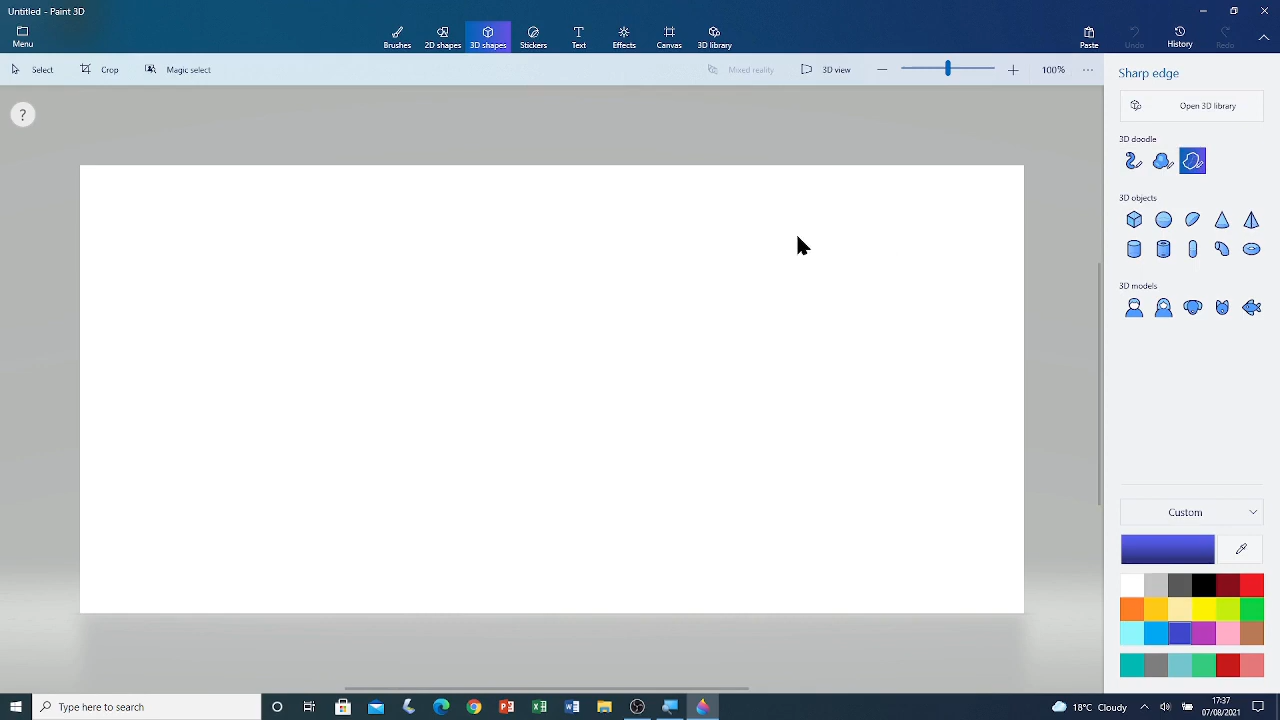 Untitled - Paint 3D
Menu
Brushes
2D shapes
3D shapes
Stickers
Text
Effects
Canvas
3D library
Paste
Undo
History
Redo
Select
Crop
Magic select
Mixed reality
3D view
100%
Sharp edge
?
Open 3D library
3D doodle
3D objects
3D models
Custom
Type here to search
18°C Cloudy
17:37
07/08/2021